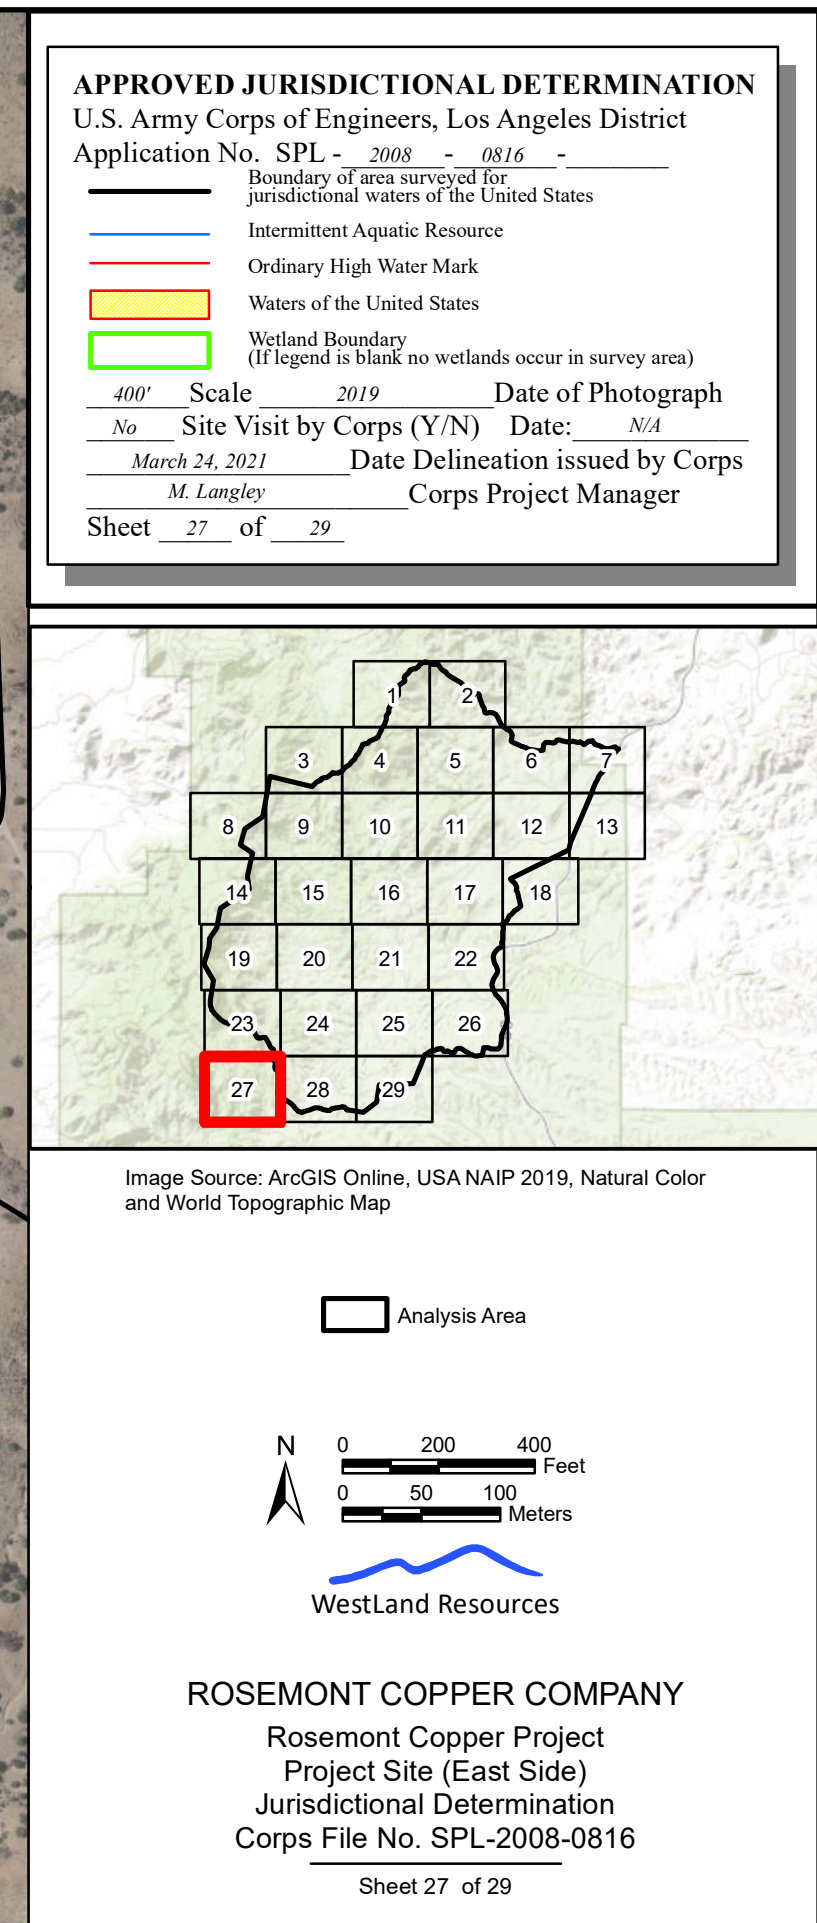 APPROVED JURISDICTIONAL DETERMINATION
U.S. Army Corps of Engineers, Los Angeles District
Application No. SPL - 2008 - 0816 -
Boundary of area surveyed for
jurisdictional waters of the United States
Intermittent Aquatic Resource
Ordinary High Water Mark
Waters of the United States
Wetland Boundary
(If legend is blank no wetlands occur in survey area)
400' Scale 2019 Date of Photograph
No Site Visit by Corps (Y/N) Date: N/A
March 24, 2021 Date Delineation issued by Corps
M. Langley Corps Project Manager
Sheet 27 of 29
1 2
3 4 5 6 7
8 9 10 11 12 13
14 15 16 17 18
19 20 21 22
23 24 25 26
27 28 29
Image Source: ArcGIS Online, USA NAIP 2019, Natural Color
and World Topographic Map
Analysis Area
N
0 200 400
Feet
0 50 100
Meters
WestLand Resources
ROSEMONT COPPER COMPANY
Rosemont Copper Project
Project Site (East Side)
Jurisdictional Determination
Corps File No. SPL-2008-0816
Sheet 27 of 29